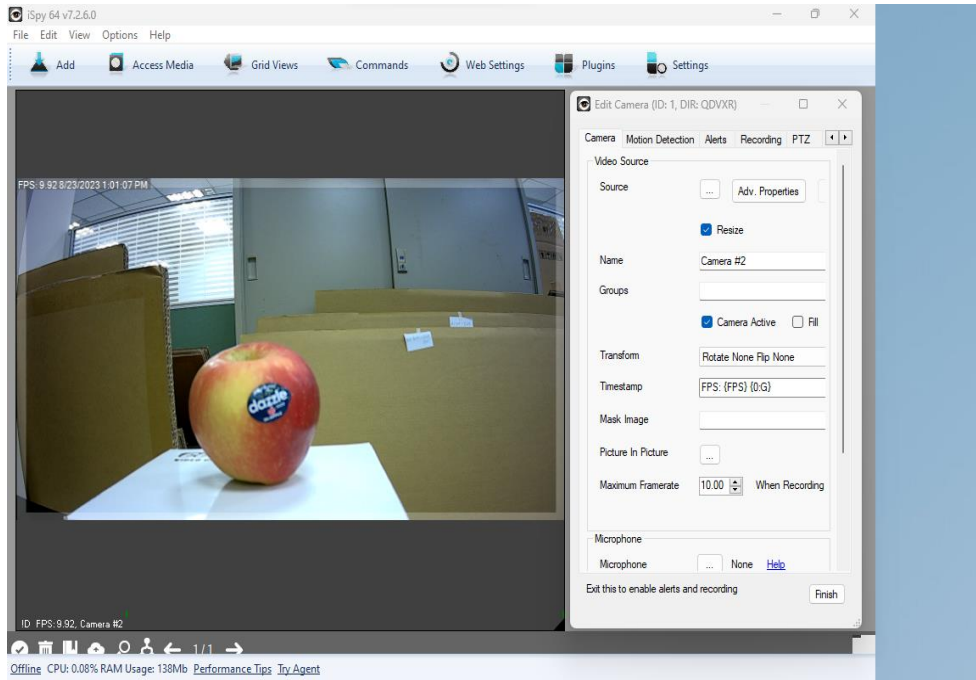 iSpy 64 v7.2.6.0
File Edit View Options Help
Add Access Media Grid Views Commands Web Settings Plugins Settings
FPS: 9.92 8/23/2023 1:01:07 PM
dazzle
!D FPS:9.92, Camera #2
1/1
Offline CPU: 0.08% RAM Usage: 138Mb Performance Tips Try Agent
Edit Camera (ID: 1, DIR: QDVXR)
Camera Motion Detection Alerts Recording PTZ
Video Source
Source ... Adv. Properties
Resize
Name Camera #2
Groups
Camera Active Fill
Transform Rotate None Flip None
Timestamp FPS: {FPS} {0:G}
Mask Image
Picture In Picture ...
Maximum Framerate 10.00 When Recording
Microphone
Microphone ... None Help
Exit this to enable alerts and recording
Finish